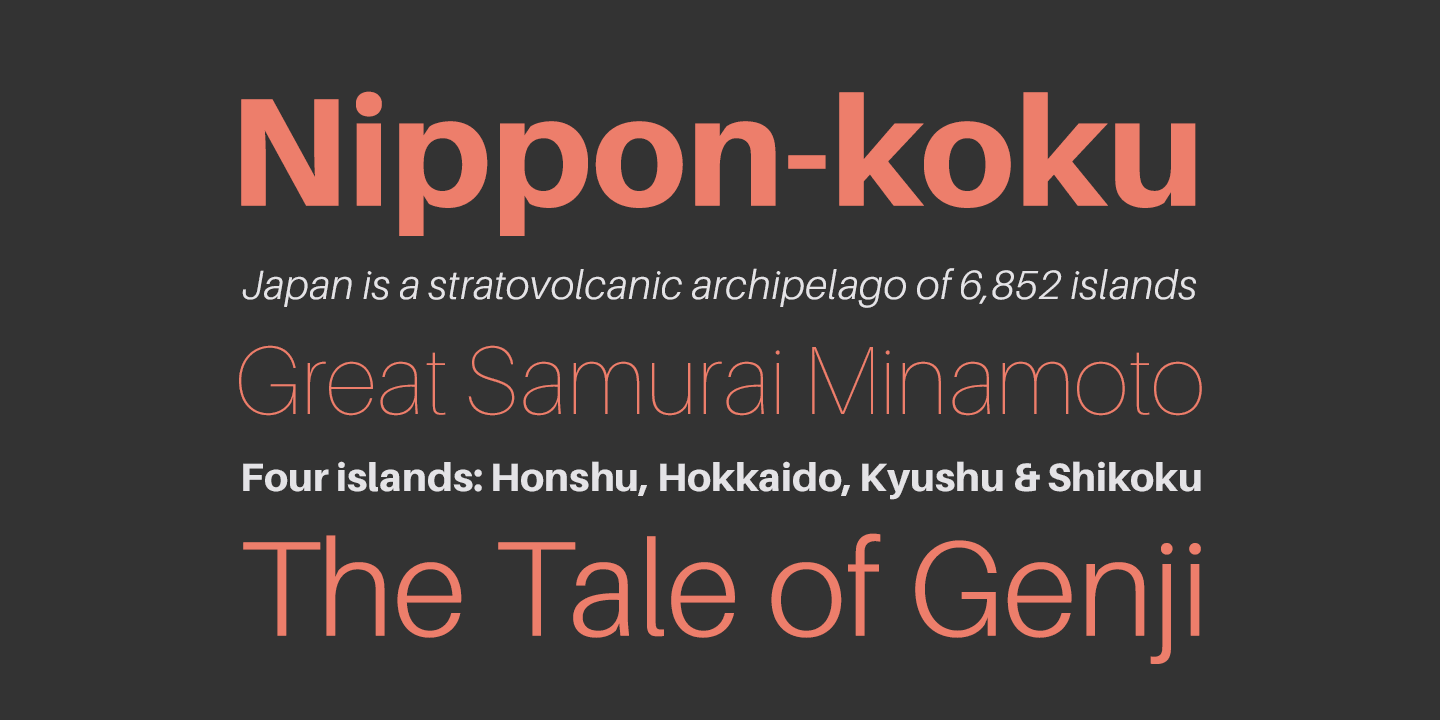 Nippon-koku
Japan is a stratovolcanic archipelago of 6,852 islands
Great Samurai Minamoto
Four islands: Honshu, Hokkaido, Kyushu & Shikoku
The Tale of Genji